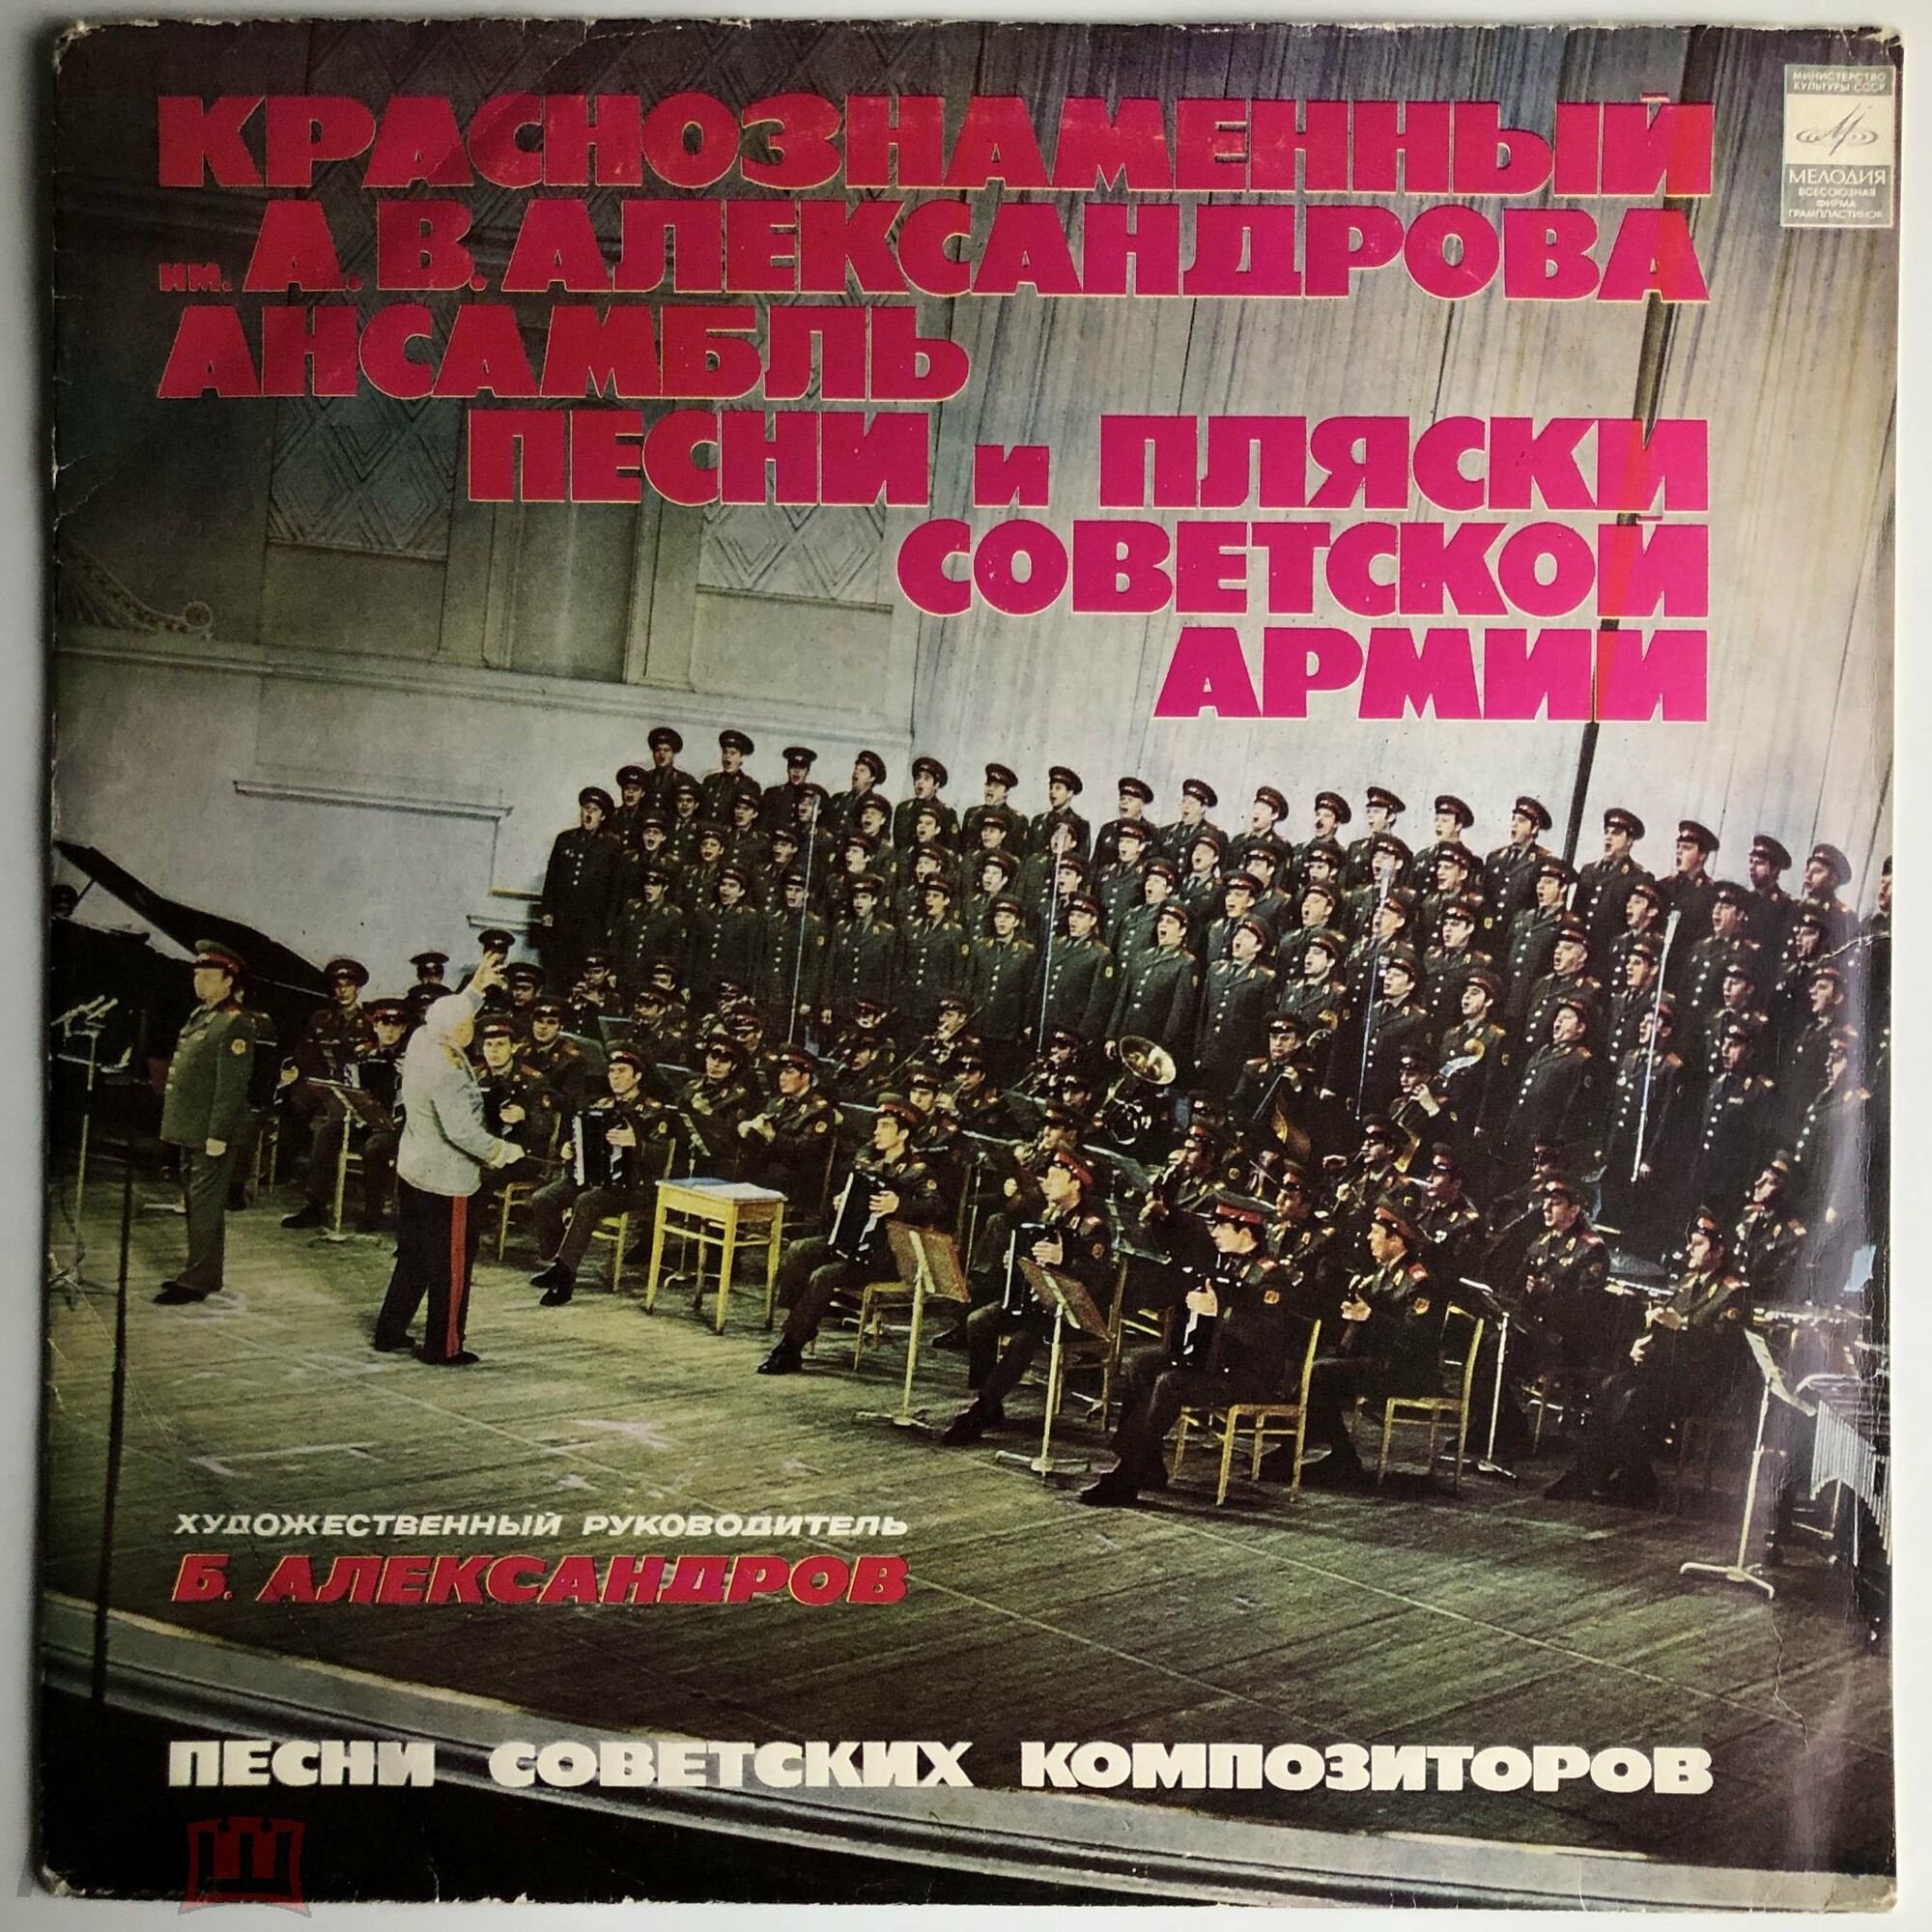 КРАСНОЗНАМЕННЫЙ
им. А. В. АЛЕКСАНДРОВА
АНСАМБЛЬ
ПЕСНИ и ПЛЯСКИ
СОВЕТСКОЙ
АРМИИ
МИНИСТЕРСТВО
КУЛЬТУРЫ СССР
МЕЛОДИЯ
ВСЕСОЮЗНАЯ
ФИРМА
ГРАМПЛАСТИНОК
ХУДОЖЕСТВЕННЫЙ РУКОВОДИТЕЛЬ
Б. АЛЕКСАНДРОВ
ПЕСНИ СОВЕТСКИХ КОМПОЗИТОРОВ